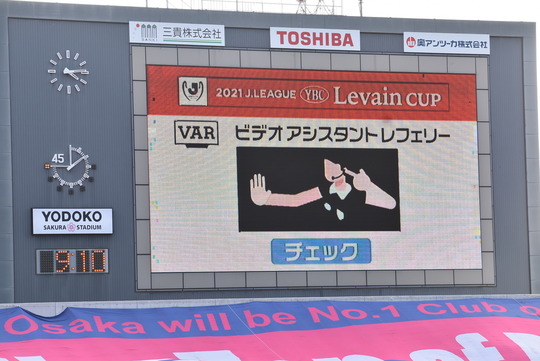 三貴株式会社
SANKI
TOSHIBA
奥アンツーカ株式会社
2021 J.LEAGUE YBC Levain CUP
VAR ビデオアシスタントレフェリー
チェック
45
YODOKO
SAKURA STADIUM
9 10
Osaka will be No.1 Club